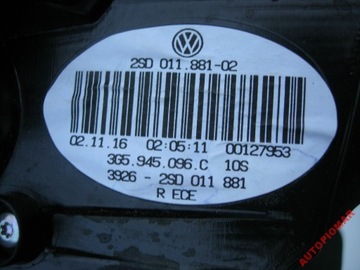 2SD 011.881-02
02.11.16 02:05:11 00127953
3G5.945.096.C 10S
3926 - 2SD 011 881
R ECE
AUTOPIOMAR